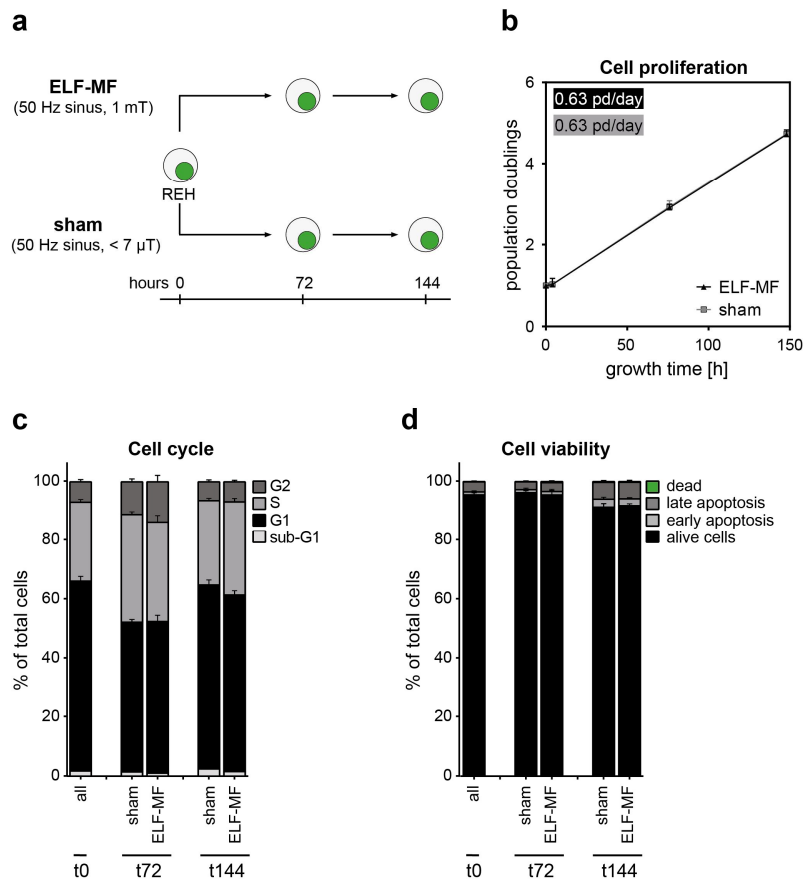 a
ELF-MF
(50 Hz sinus, 1 mT)
REH
sham
(50 Hz sinus, < 7 µT)
hours 0 72 144
b
Cell proliferation
population doublings
6
4
2
0
0.63 pd/day
0.63 pd/day
ELF-MF
sham
0 50 100 150
growth time [h]
c
Cell cycle
% of total cells
100
80
60
40
20
0
G2
S
G1
sub-G1
all
sham
ELF-MF
sham
ELF-MF
t0 t72 t144
d
Cell viability
% of total cells
100
80
60
40
20
0
dead
late apoptosis
early apoptosis
alive cells
all
sham
ELF-MF
sham
ELF-MF
t0 t72 t144